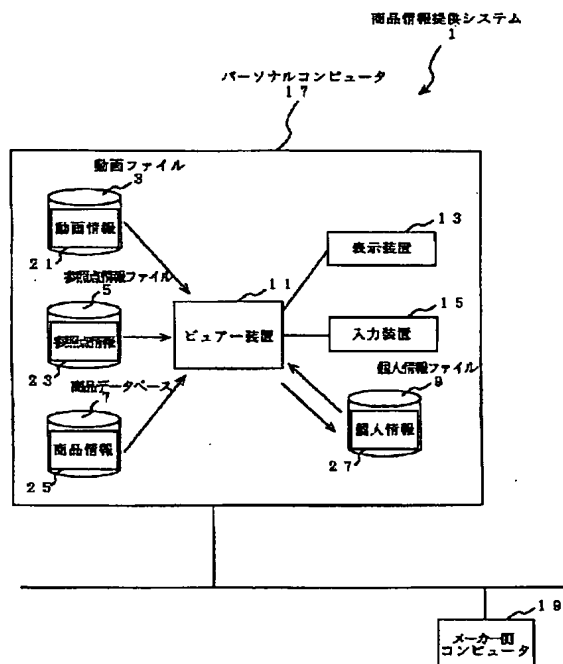 商品情報提供システム
1
パーソナルコンピュータ
17
動画ファイル
3
動画情報
21
参照点情報ファイル
5
参照点情報
23
商品データベース
7
商品情報
25
11
ビュアー装置
13
表示装置
15
入力装置
個人情報ファイル
9
個人情報
27
19
メーカー側
コンピュータ